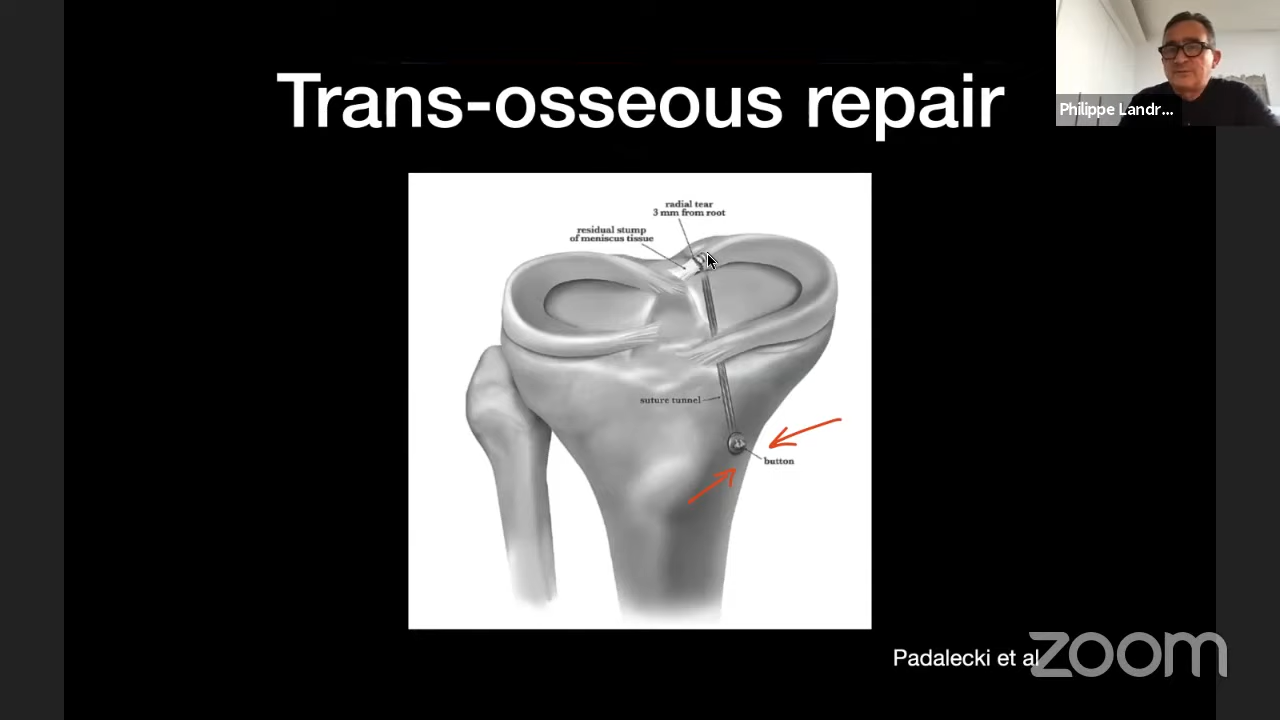 Trans-osseous repair
Philippe Landr...
radial tear
3 mm from root
residual stump
of meniscus tissue
suture tunnel
button
Padalecki et al
zoom